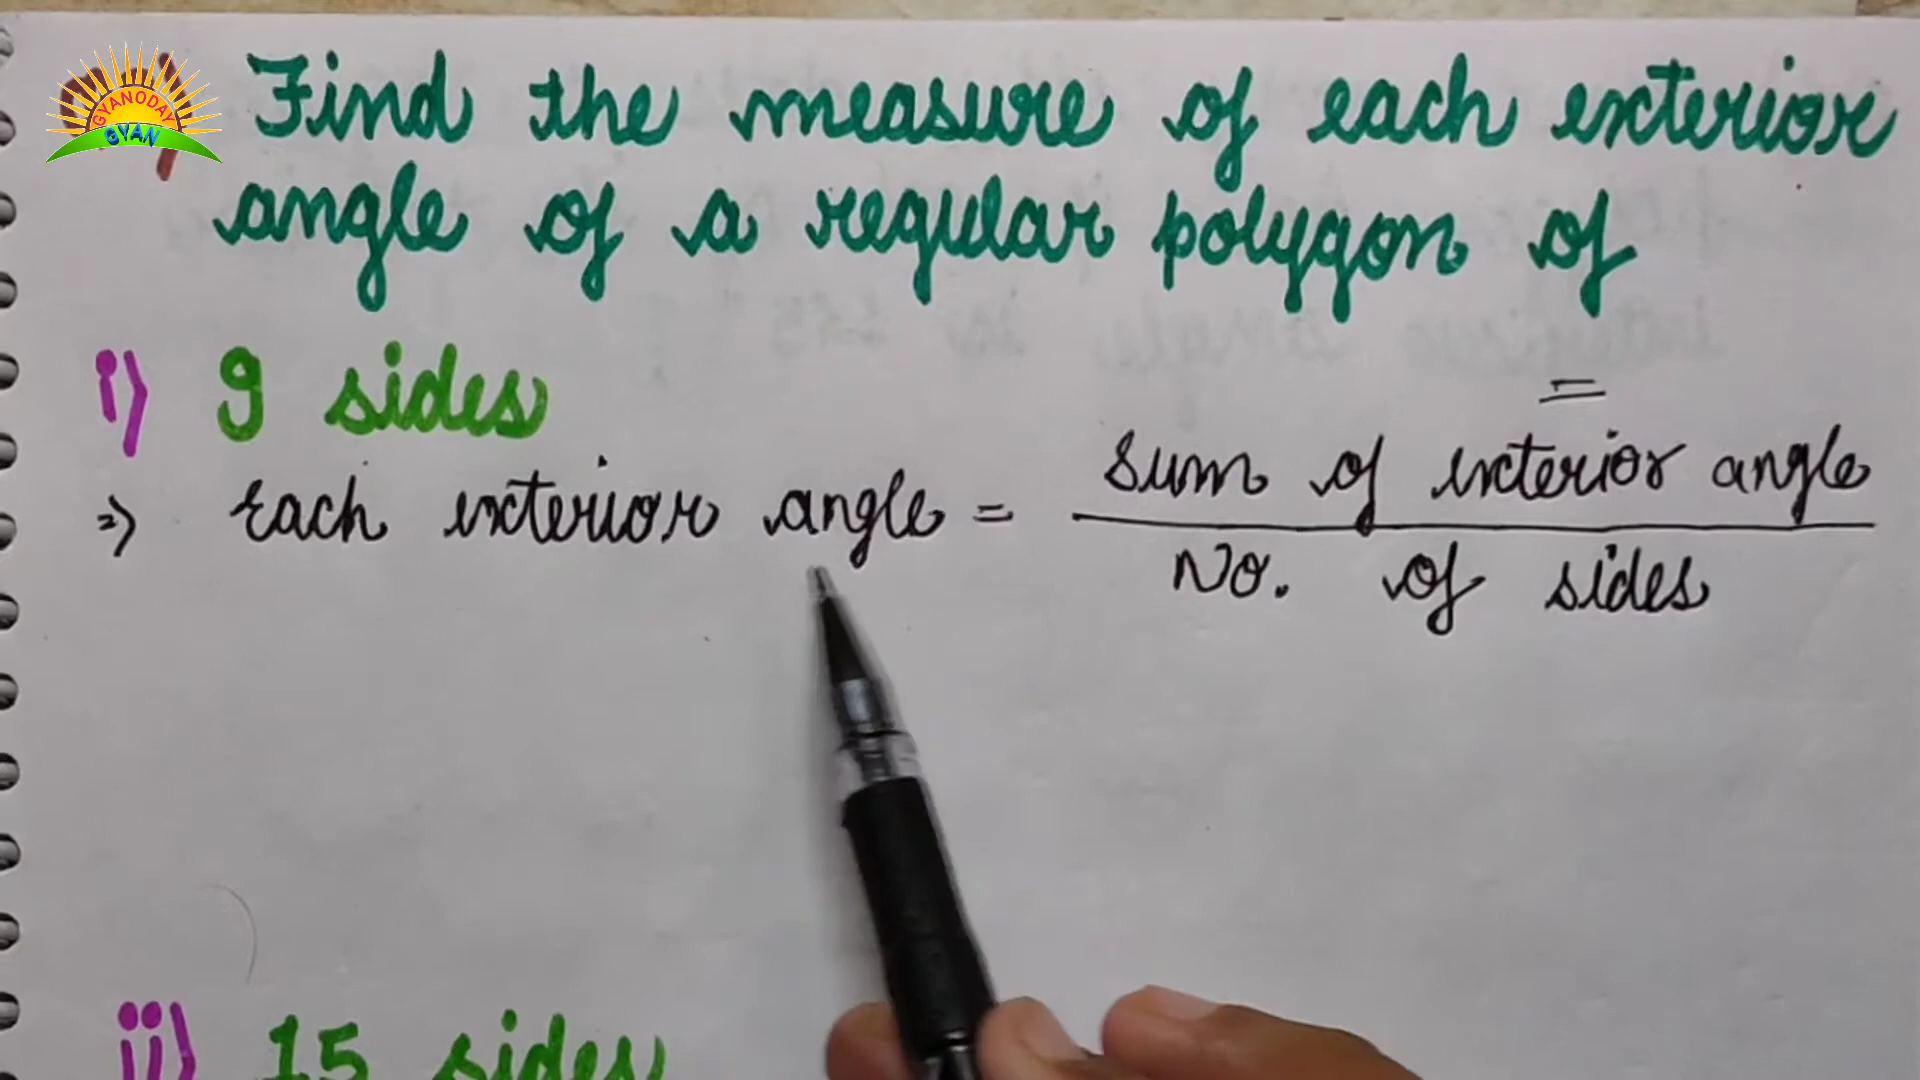 GYANODAY
GYAN
Find the measure of each exterior
angle of a regular polygon of
i) 9 sides
=
⇒ Each exterior angle = sum of exterior angle
No. of sides
ii) 15 sides